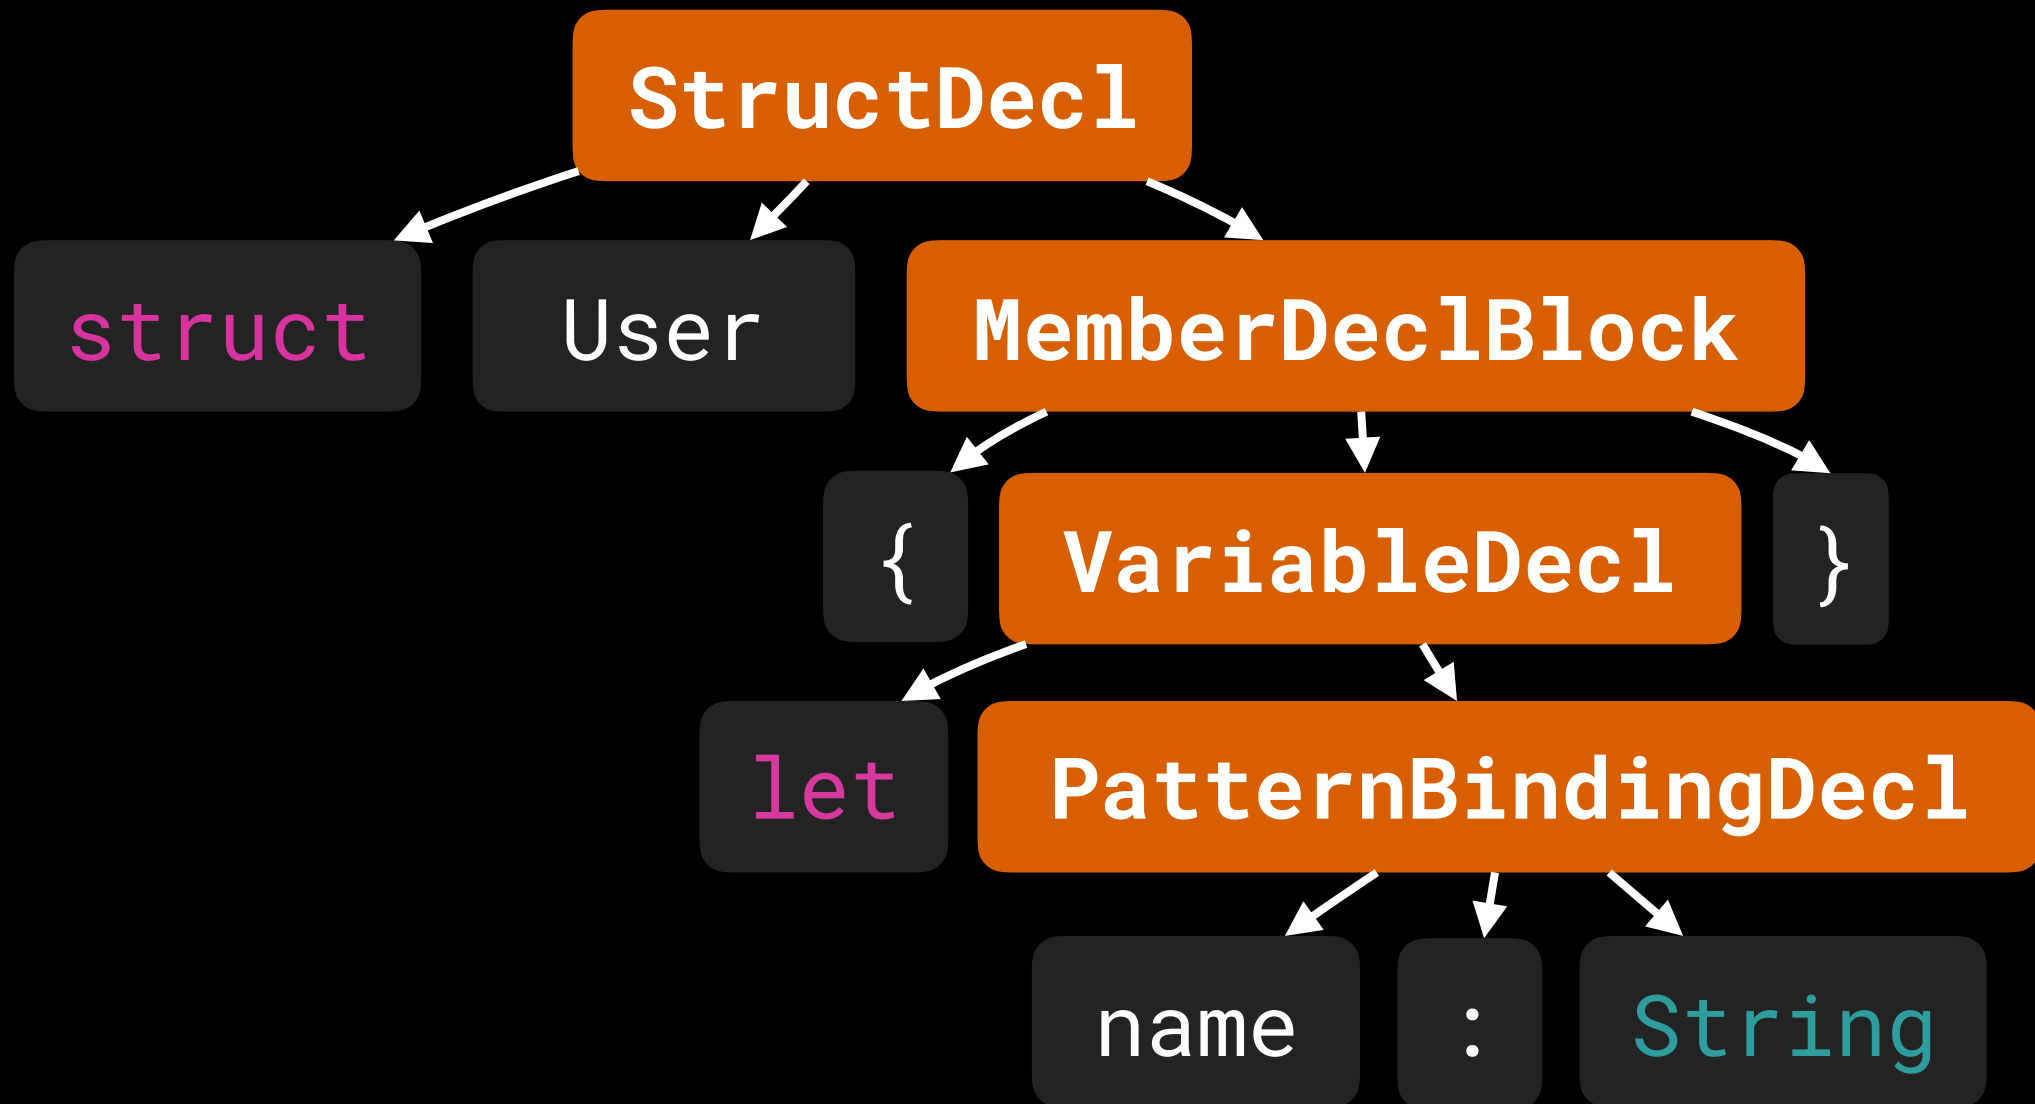 StructDecl
struct User MemberDeclBlock
{ VariableDecl }
let PatternBindingDecl
name : String